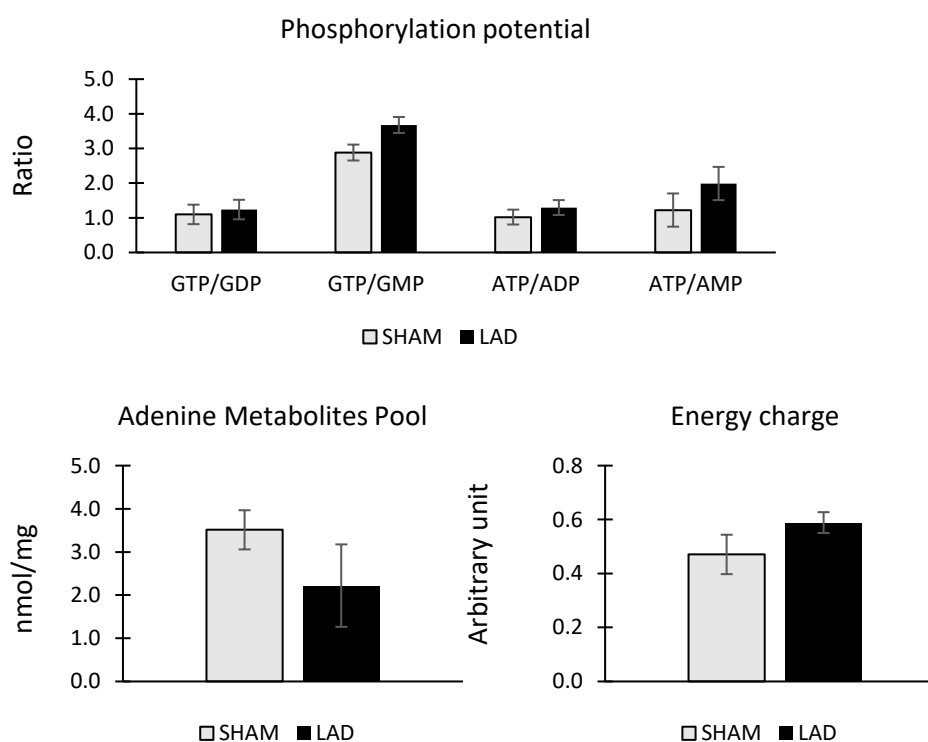 Phosphorylation potential
5.0
4.0
3.0
2.0
1.0
0.0
Ratio
GTP/GDP GTP/GMP ATP/ADP ATP/AMP
SHAM LAD
Adenine Metabolites Pool
5.0
4.0
3.0
2.0
1.0
0.0
nmol/mg
SHAM LAD
Energy charge
0.8
0.6
0.4
0.2
0.0
Arbitrary unit
SHAM LAD